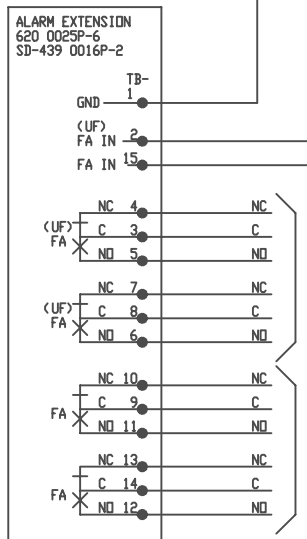 ALARM EXTENSION
620 0025P-6
SD-439 0016P-2
TB-
GND 1
(UF)
FA IN 2
FA IN 15
NC 4 NC
(UF) C 3 C
FA
NO 5 NO
NC 7 NC
(UF) C 8 C
FA
NO 6 NO
NC 10 NC
C 9 C
FA
NO 11 NO
NC 13 NC
C 14 C
FA
NO 12 NO